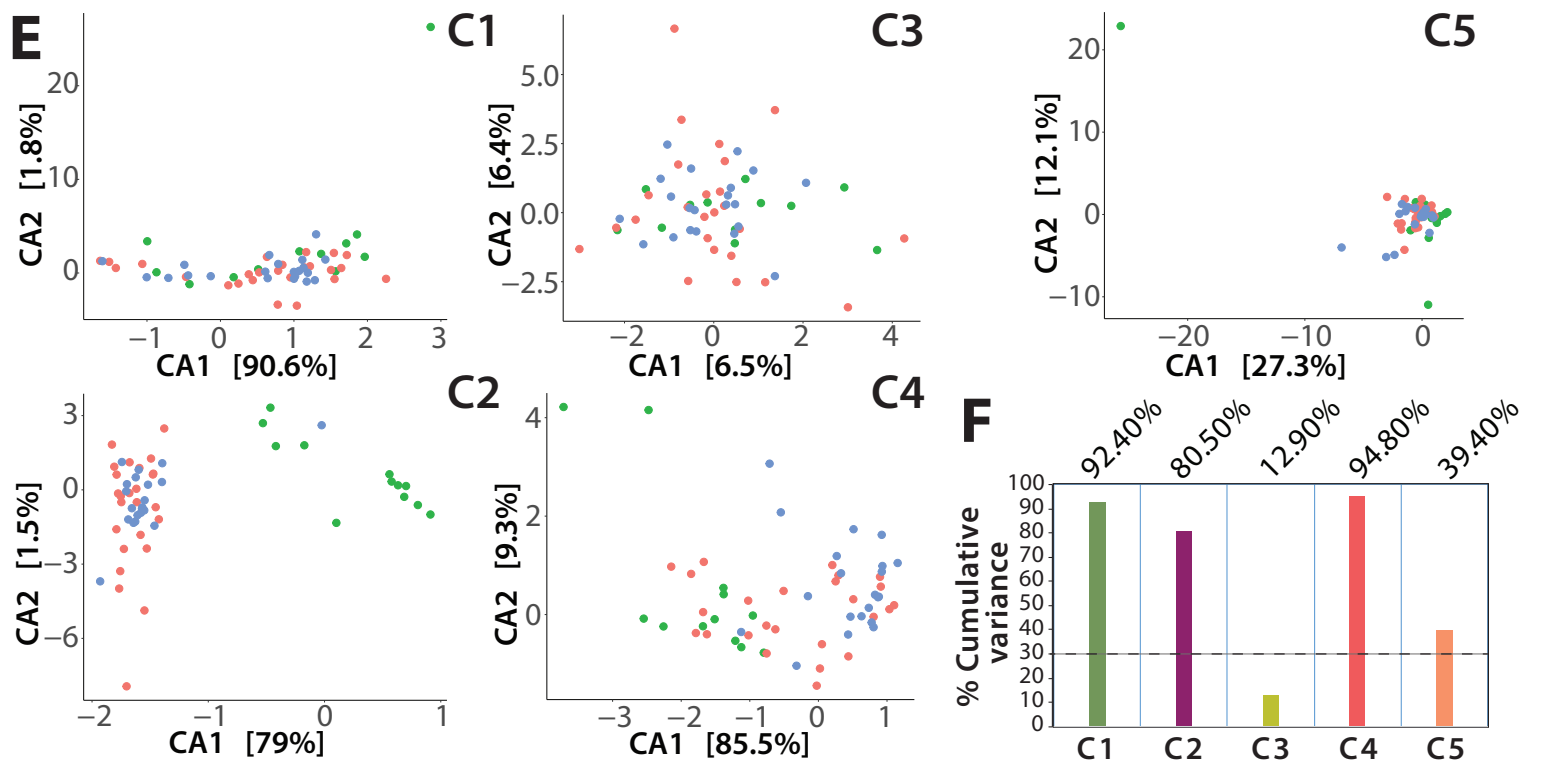 E
C1
CA2 [1.8%]
20
10
0
−1 0 1 2 3
CA1 [90.6%]
C3
CA2 [6.4%]
5.0
2.5
0.0
−2.5
−2 0 2 4
CA1 [6.5%]
C5
CA2 [12.1%]
20
10
0
−10
−20 −10 0
CA1 [27.3%]
C2
CA2 [1.5%]
3
0
−3
−6
−2 −1 0 1
CA1 [79%]
C4
CA2 [9.3%]
4
2
0
−3 −2 −1 0 1
CA1 [85.5%]
F
92.40% 80.50% 12.90% 94.80% 39.40%
% Cumulative
variance
100
90
80
70
60
50
40
30
20
10
0
C1 C2 C3 C4 C5